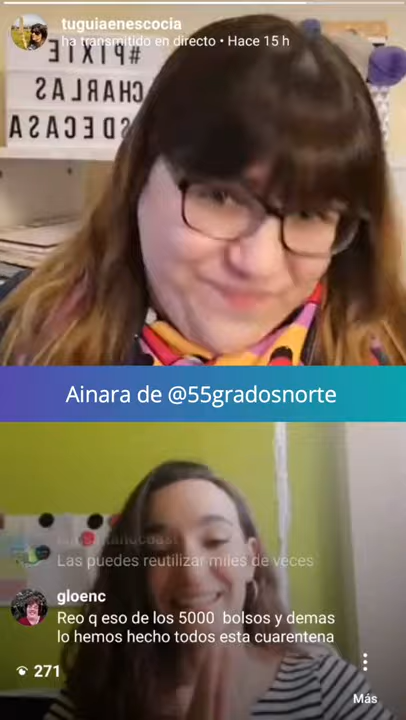 tuguiaenescocia
ha transmitido en directo • Hace 15 h
#PIXIE
CHARLAS
DESDECASA
Ainara de @55gradosnorte
Las puedes reutilizar miles de veces
gloenc
Reo q eso de los 5000 bolsos y demas
lo hemos hecho todos esta cuarentena
271
Más